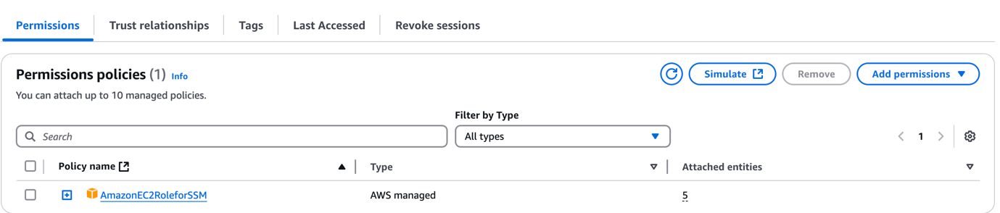 Permissions Trust relationships Tags Last Accessed Revoke sessions
Permissions policies (1) Info
Simulate Remove Add permissions
You can attach up to 10 managed policies.
Filter by Type
Search All types 1
Policy name Type Attached entities
AmazonEC2RoleforSSM AWS managed 5